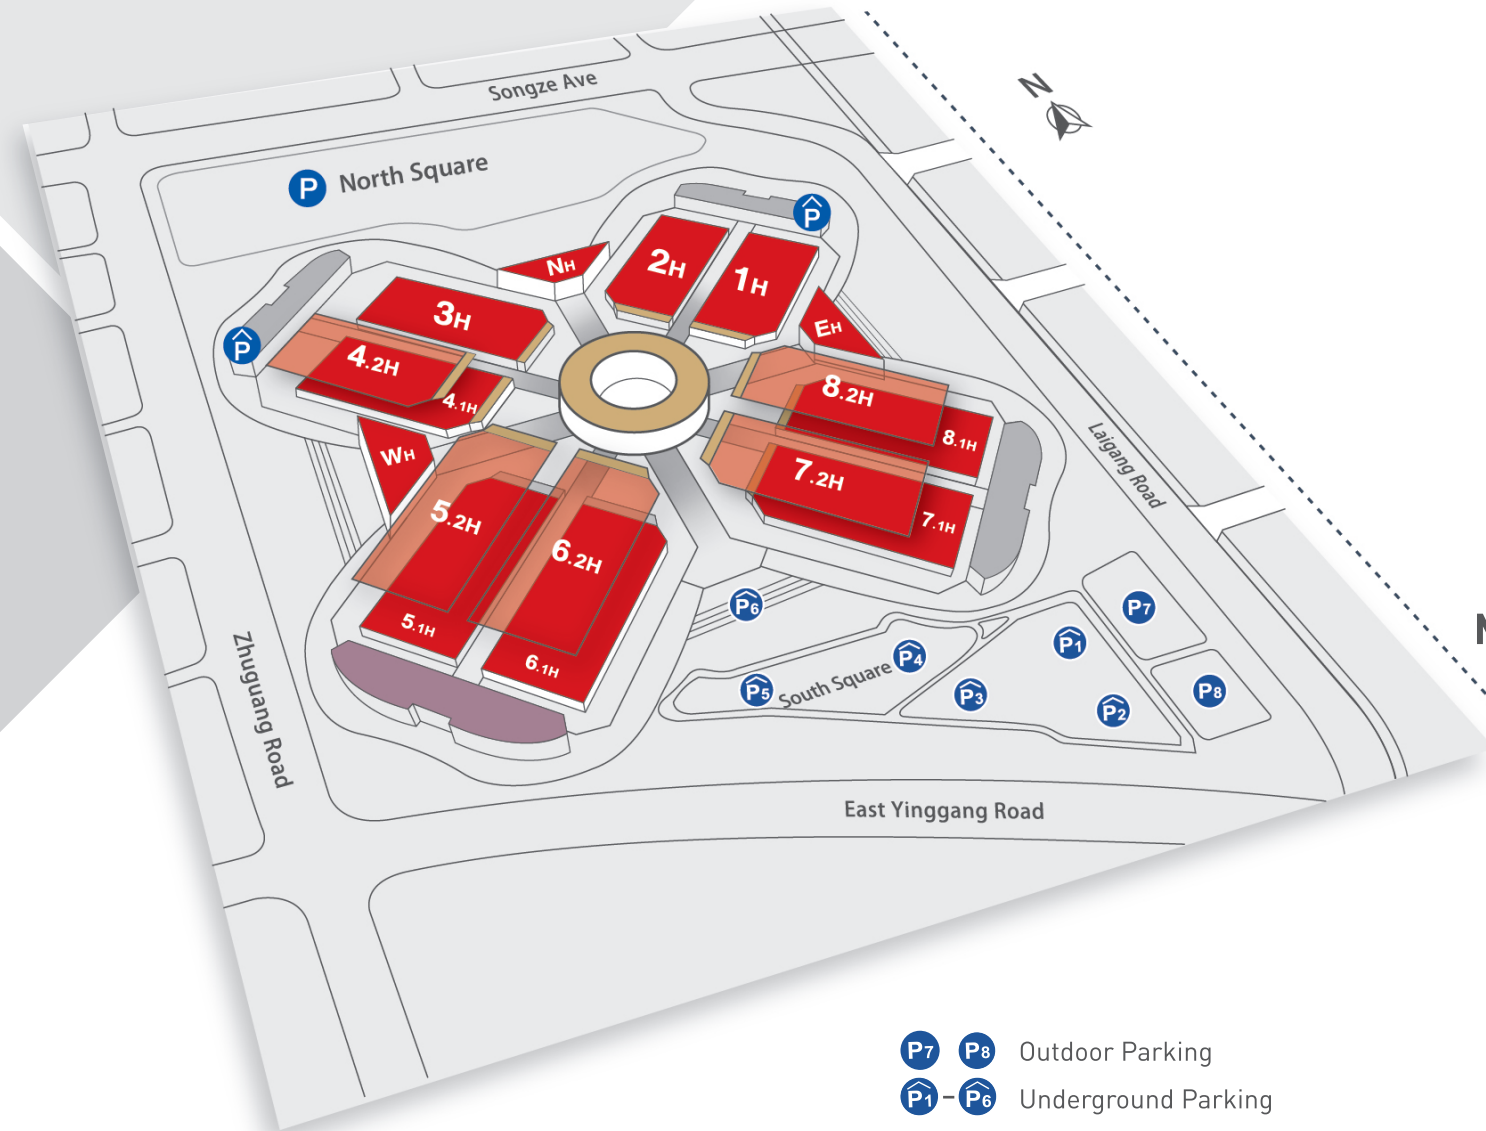 Songze Ave
N
P North Square
P
2H
1H
NH
EH
3H
P
4.2H
4.1H
8.2H
8.1H
WH
7.2H
7.1H
5.2H
6.2H
5.1H
6.1H
Laigang Road
Zhuguang Road
P6
P7
P1
P4
P5 South Square
P3
P2
P8
East Yinggang Road
P7 P8 Outdoor Parking
P1-P6 Underground Parking